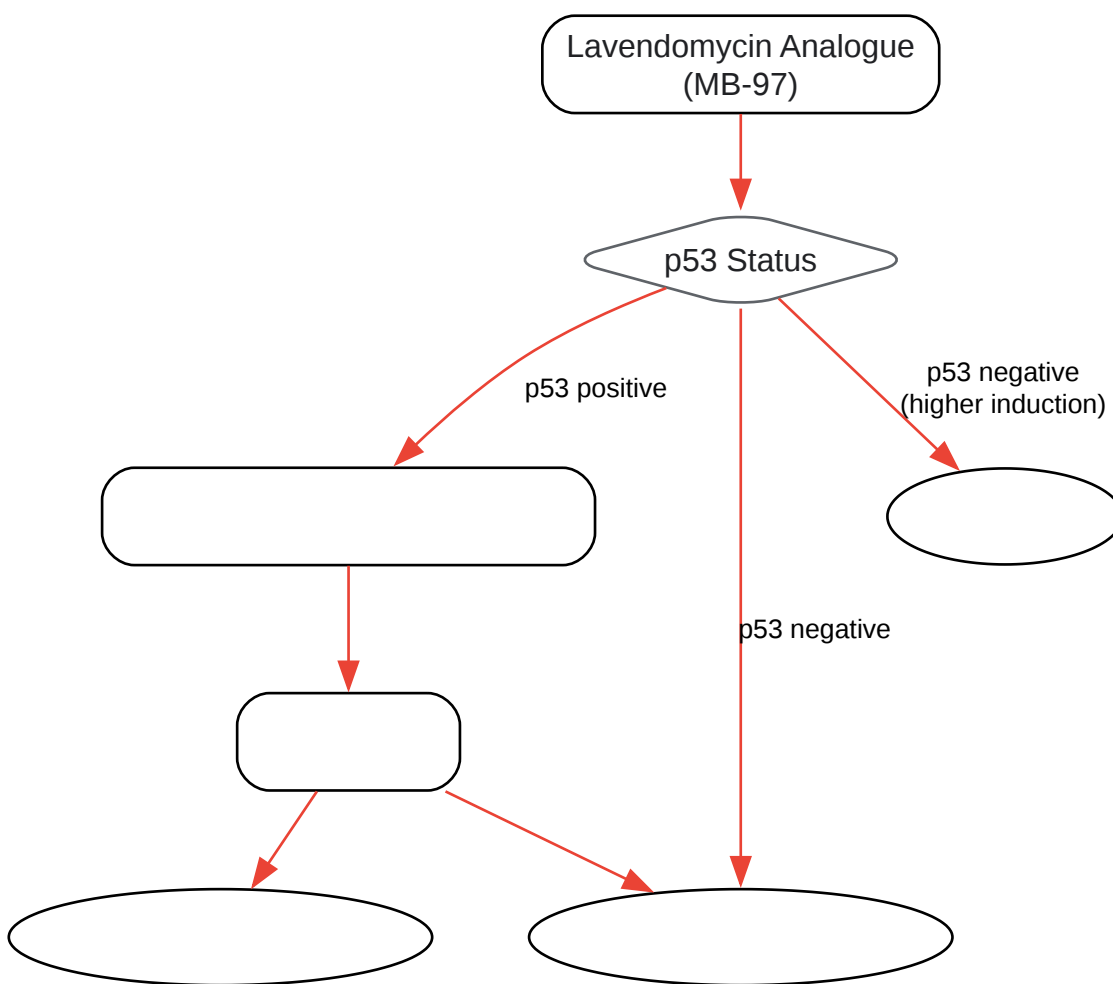 Lavendomycin Analogue
(MB-97)
p53 Status
p53 positive
p53 negative
(higher induction)
p53 negative